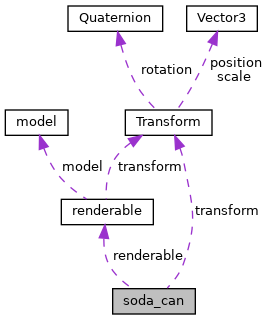 Quaternion
Vector3
rotation
position
scale
model
Transform
model
transform
renderable
transform
renderable
soda_can